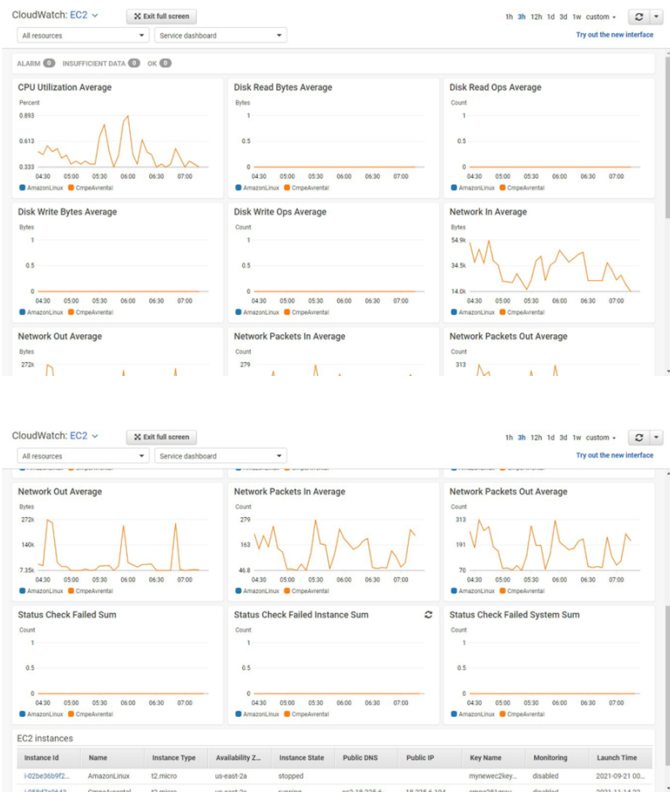 CloudWatch: EC2 Exit full screen 1h 3h 12h 1d 3d 1w custom
All resources Service dashboard Try out the new interface
ALARM 0 INSUFFICIENT DATA 0 OK 0
CPU Utilization Average
Percent
0.893
0.613
0.333
04:30 05:00 05:30 06:00 06:30 07:00
AmazonLinux CmpeAvrental
Disk Read Bytes Average
Bytes
1
0.5
0
04:30 05:00 05:30 06:00 06:30 07:00
AmazonLinux CmpeAvrental
Disk Read Ops Average
Count
1
0.5
0
04:30 05:00 05:30 06:00 06:30 07:00
AmazonLinux CmpeAvrental
Disk Write Bytes Average
Bytes
1
0.5
0
04:30 05:00 05:30 06:00 06:30 07:00
AmazonLinux CmpeAvrental
Disk Write Ops Average
Count
1
0.5
0
04:30 05:00 05:30 06:00 06:30 07:00
AmazonLinux CmpeAvrental
Network In Average
Bytes
54.9k
34.5k
14.0k
04:30 05:00 05:30 06:00 06:30 07:00
AmazonLinux CmpeAvrental
Network Out Average
Bytes
272k
Network Packets In Average
Count
279
Network Packets Out Average
Count
313
CloudWatch: EC2 Exit full screen 1h 3h 12h 1d 3d 1w custom
All resources Service dashboard Try out the new interface
Network Out Average
Bytes
272k
140k
7.35k
04:30 05:00 05:30 06:00 06:30 07:00
AmazonLinux CmpeAvrental
Network Packets In Average
Count
279
163
46.8
04:30 05:00 05:30 06:00 06:30 07:00
AmazonLinux CmpeAvrental
Network Packets Out Average
Count
313
191
70
04:30 05:00 05:30 06:00 06:30 07:00
AmazonLinux CmpeAvrental
Status Check Failed Sum
Count
1
0.5
0
04:30 05:00 05:30 06:00 06:30 07:00
AmazonLinux CmpeAvrental
Status Check Failed Instance Sum
Count
1
0.5
0
04:30 05:00 05:30 06:00 06:30 07:00
AmazonLinux CmpeAvrental
Status Check Failed System Sum
Count
1
0.5
0
04:30 05:00 05:30 06:00 06:30 07:00
AmazonLinux CmpeAvrental
EC2 instances
Instance Id Name Instance Type Availability Z... Instance State Public DNS Public IP Key Name Monitoring Launch Time
i-02be36b9f2... AmazonLinux t2.micro us-east-2a stopped mynewec2key... disabled 2021-09-21 00...
CmpeAvrental t2.micro us-east-2a running disabled